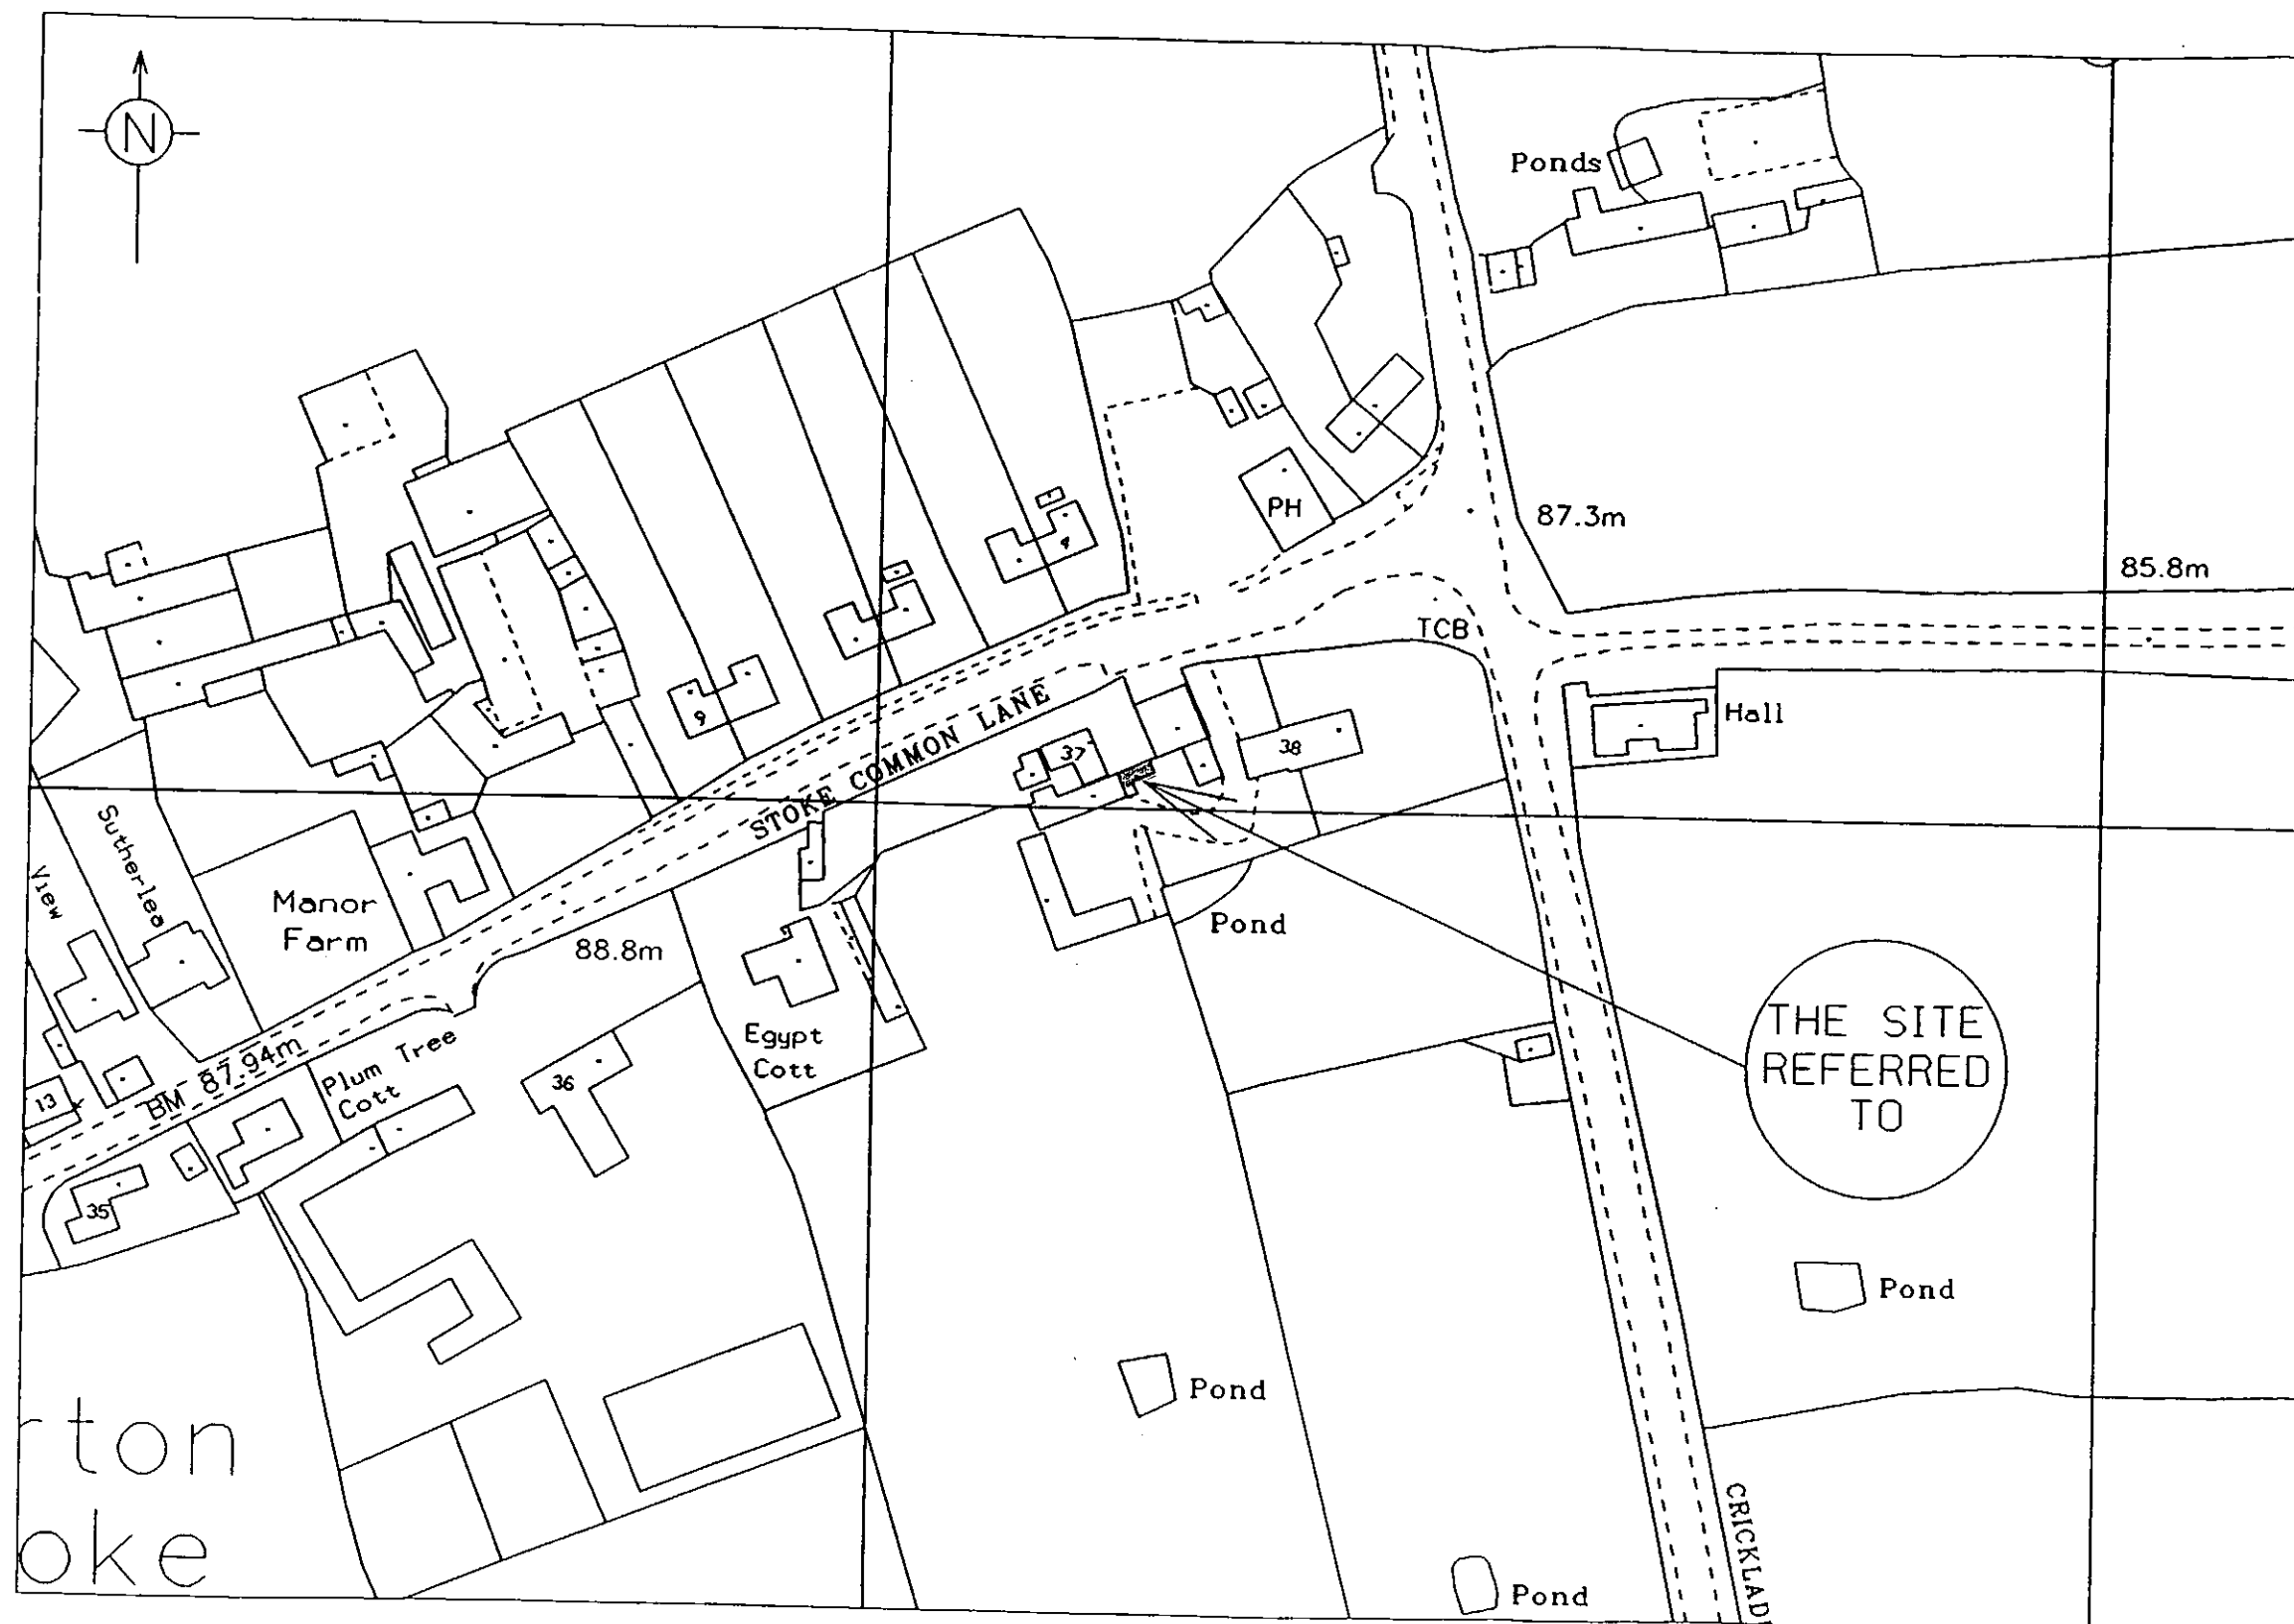 N
Ponds
PH
87.3m
85.8m
TCB
Hall
4
9
37
38
STOKE COMMON LANE
Sutherlea
View
Manor
Farm
88.8m
Pond
Egypt
Cott
THE SITE
REFERRED
TO
BM 87.94m
Plum Tree
Cott
36
13
35
Pond
Pond
rton
oke
CRICKLAD
Pond